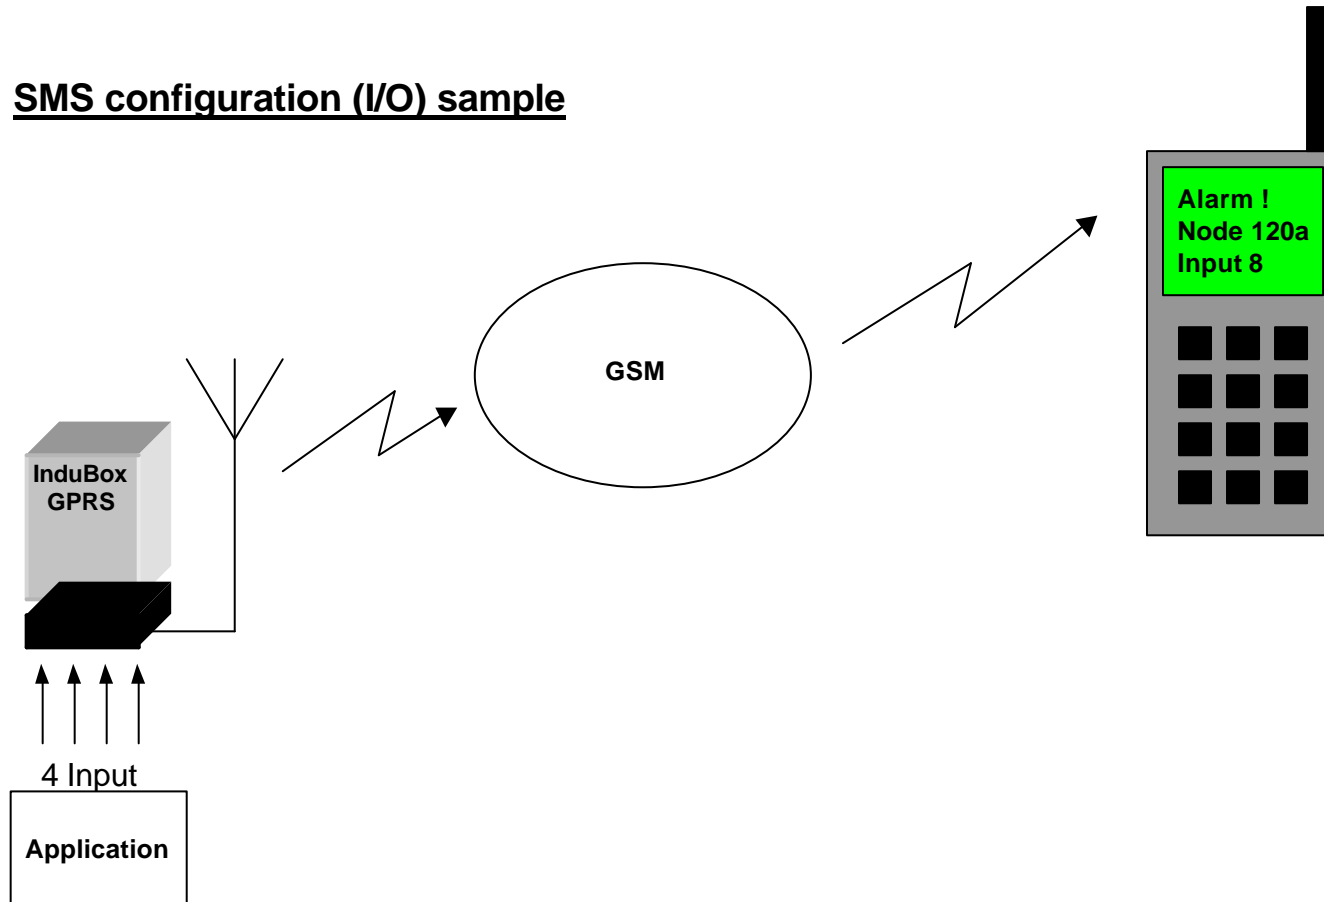 SMS configuration (I/O) sample
Alarm !
Node 120a
Input 8
GSM
InduBox
GPRS
4 Input
Application